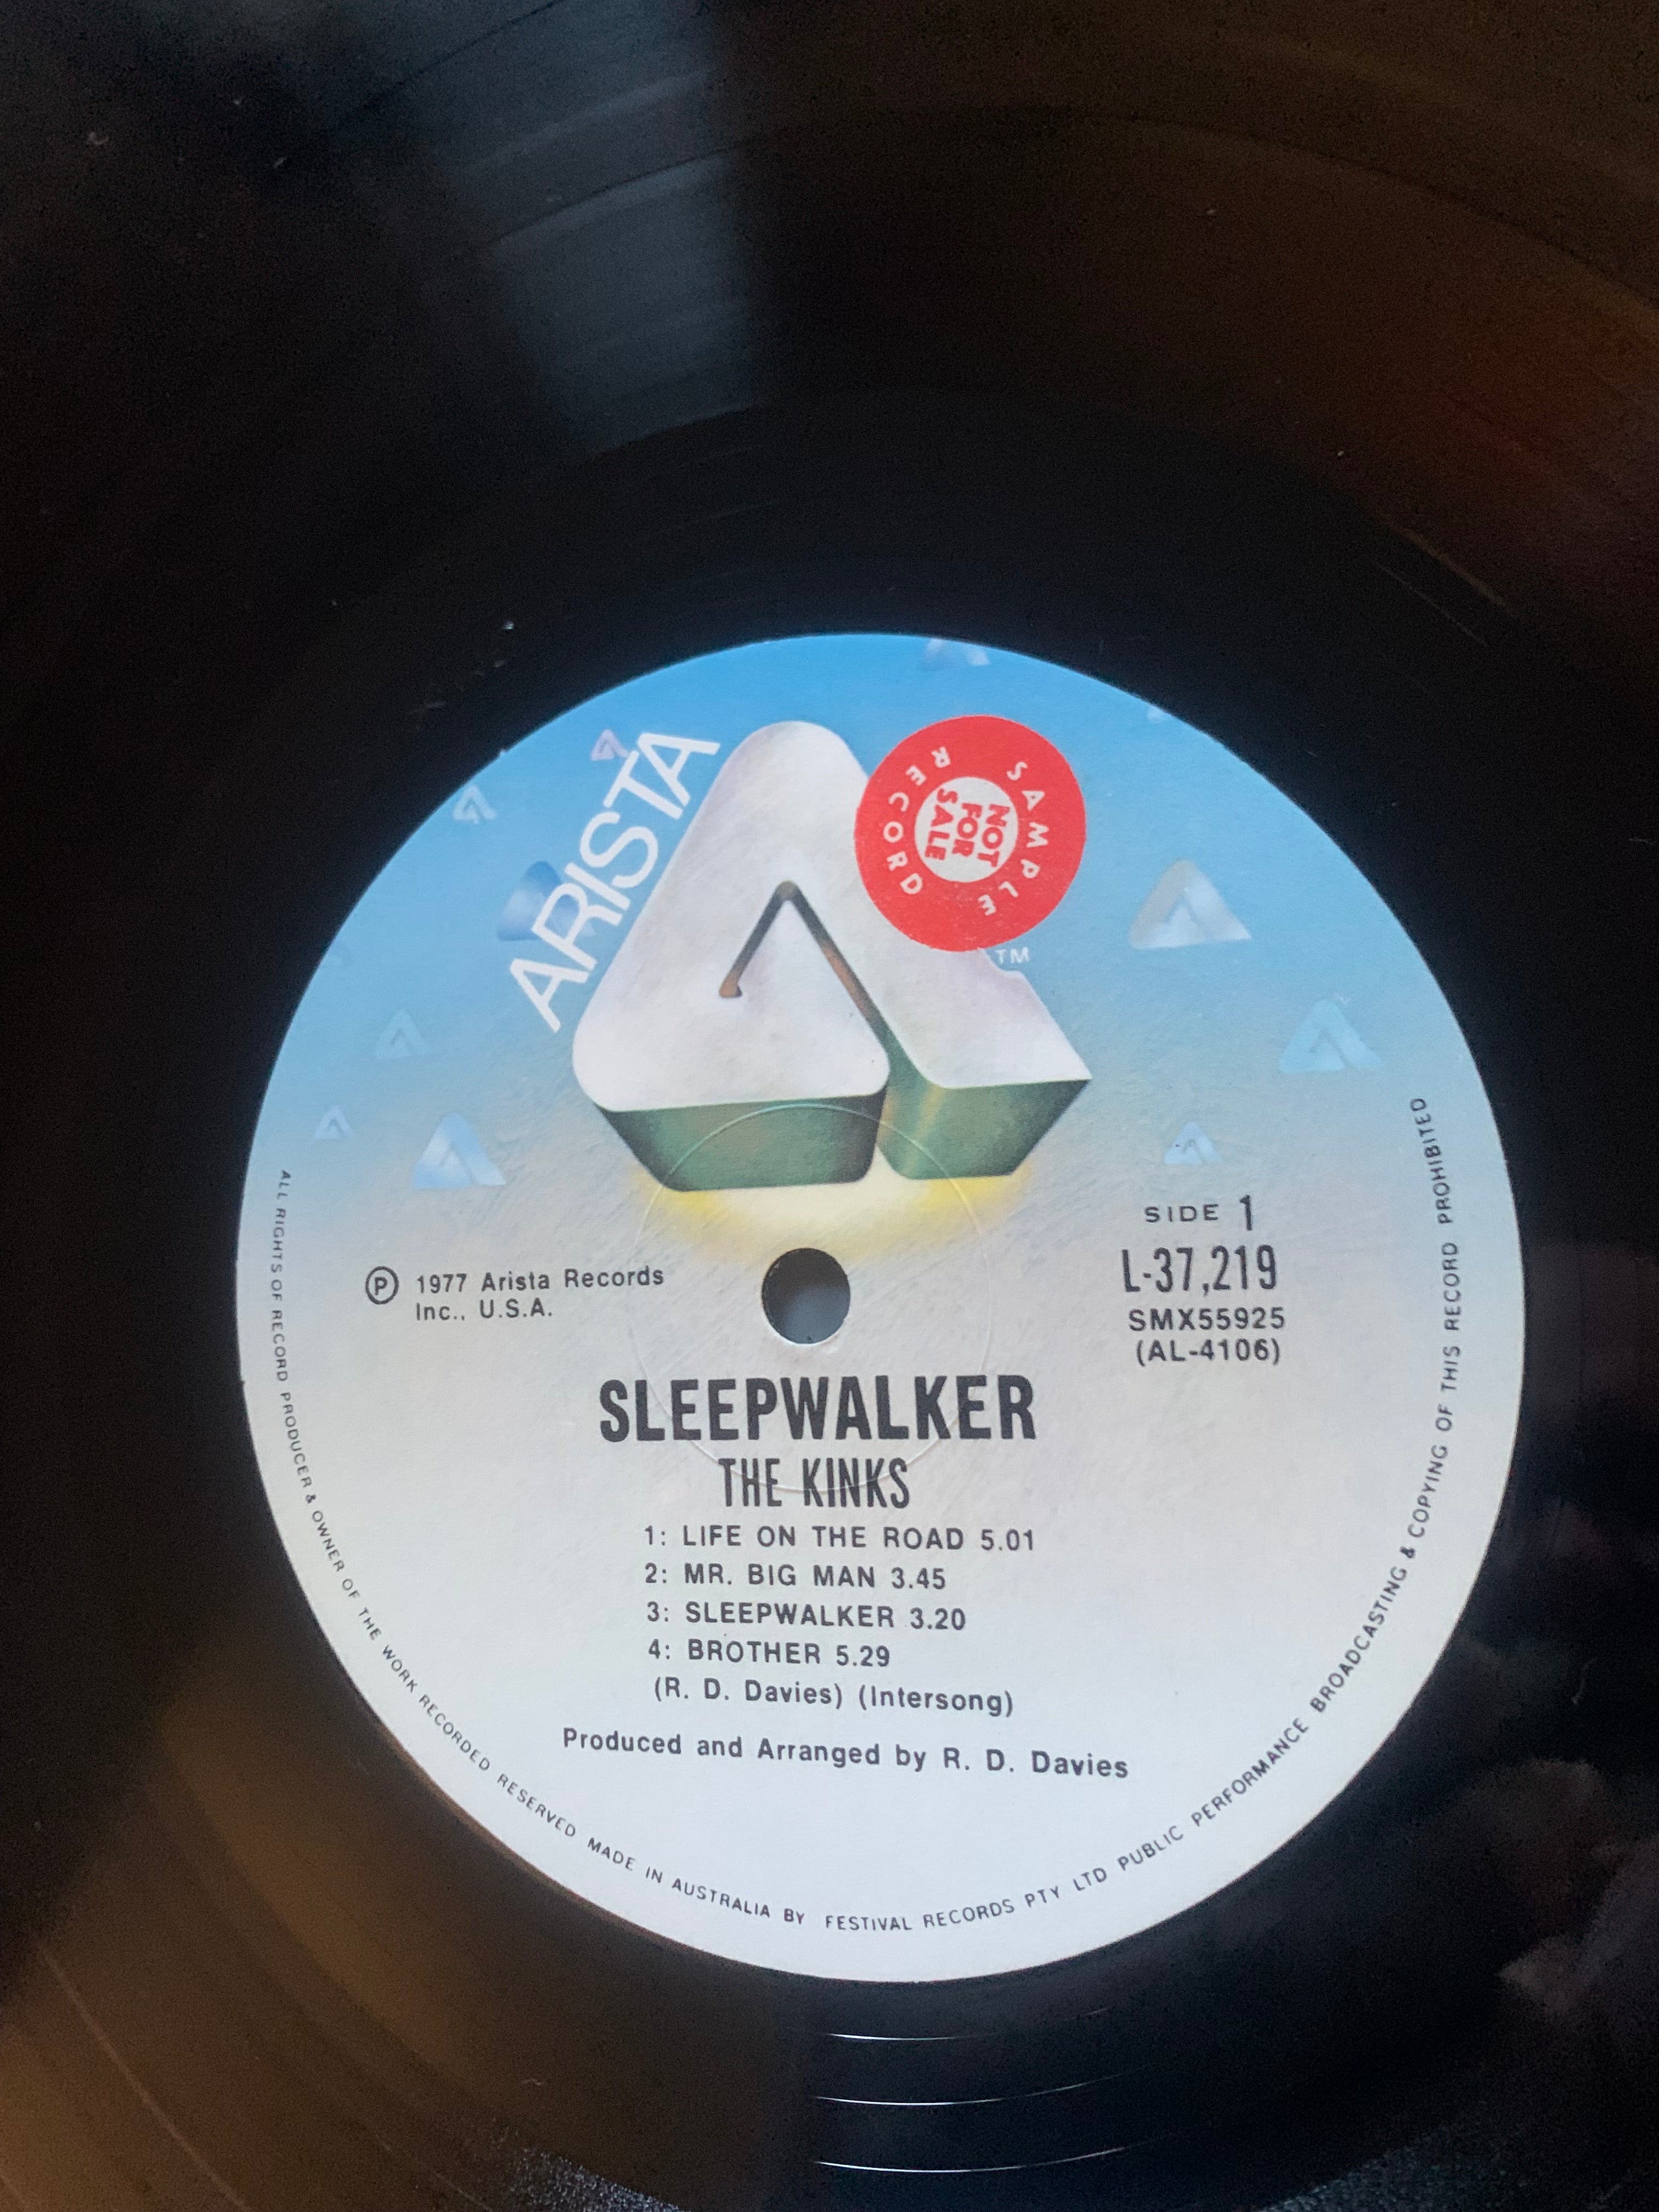 ARISTA
SAMPLE RECORD
NOT
FOR
SALE
TM
SIDE 1
L-37,219
SMX55925
(AL-4106)
Ⓟ 1977 Arista Records
Inc., U.S.A.
SLEEPWALKER
THE KINKS
1: LIFE ON THE ROAD 5.01
2: MR. BIG MAN 3.45
3: SLEEPWALKER 3.20
4: BROTHER 5.29
(R. D. Davies) (Intersong)
Produced and Arranged by R. D. Davies
ALL RIGHTS OF RECORD PRODUCER & OWNER OF THE WORK RECORDED RESERVED MADE IN AUSTRALIA BY FESTIVAL RECORDS PTY LTD PUBLIC PERFORMANCE BROADCASTING & COPYING OF THIS RECORD PROHIBITED